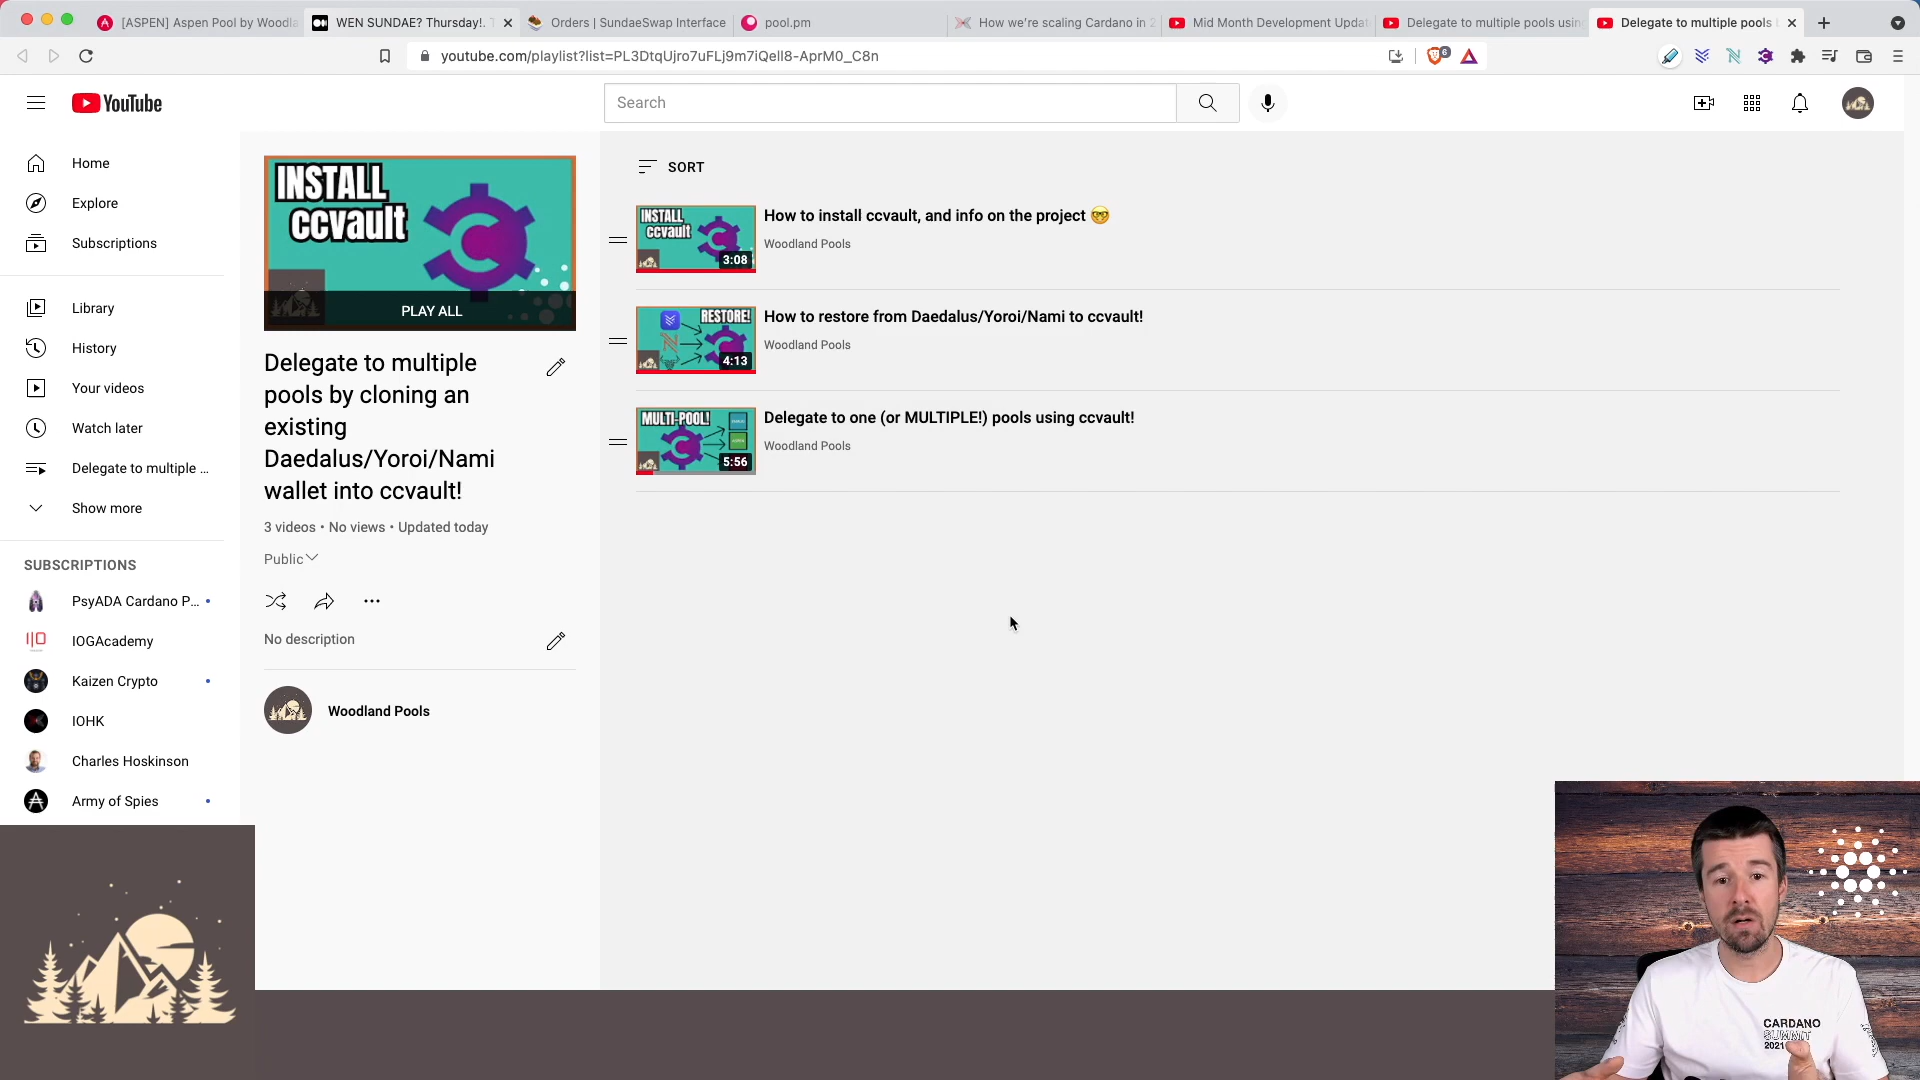 [ASPEN] Aspen Pool by Woodla
WEN SUNDAE? Thursday!.
Orders | SundaeSwap Interface
pool.pm
How we're scaling Cardano in 2
Mid Month Development Updat
Delegate to multiple pools using
Delegate to multiple pools
youtube.com/playlist?list=PL3DtqUjro7uFLj9m7iQell8-AprM0_C8n
6
YouTube
Search
Home
Explore
Subscriptions
Library
History
Your videos
Watch later
Delegate to multiple ...
Show more
SUBSCRIPTIONS
PsyADA Cardano P...
IOGAcademy
Kaizen Crypto
IOHK
Charles Hoskinson
Army of Spies
INSTALL
ccvault
PLAY ALL
Delegate to multiple
pools by cloning an
existing
Daedalus/Yoroi/Nami
wallet into ccvault!
3 videos • No views • Updated today
Public
No description
Woodland Pools
SORT
INSTALL
ccvault
3:08
How to install ccvault, and info on the project 🤓
Woodland Pools
RESTORE!
4:13
How to restore from Daedalus/Yoroi/Nami to ccvault!
Woodland Pools
MULTI-POOL!
5:56
Delegate to one (or MULTIPLE!) pools using ccvault!
Woodland Pools
CARDANO
SUMMIT
2021